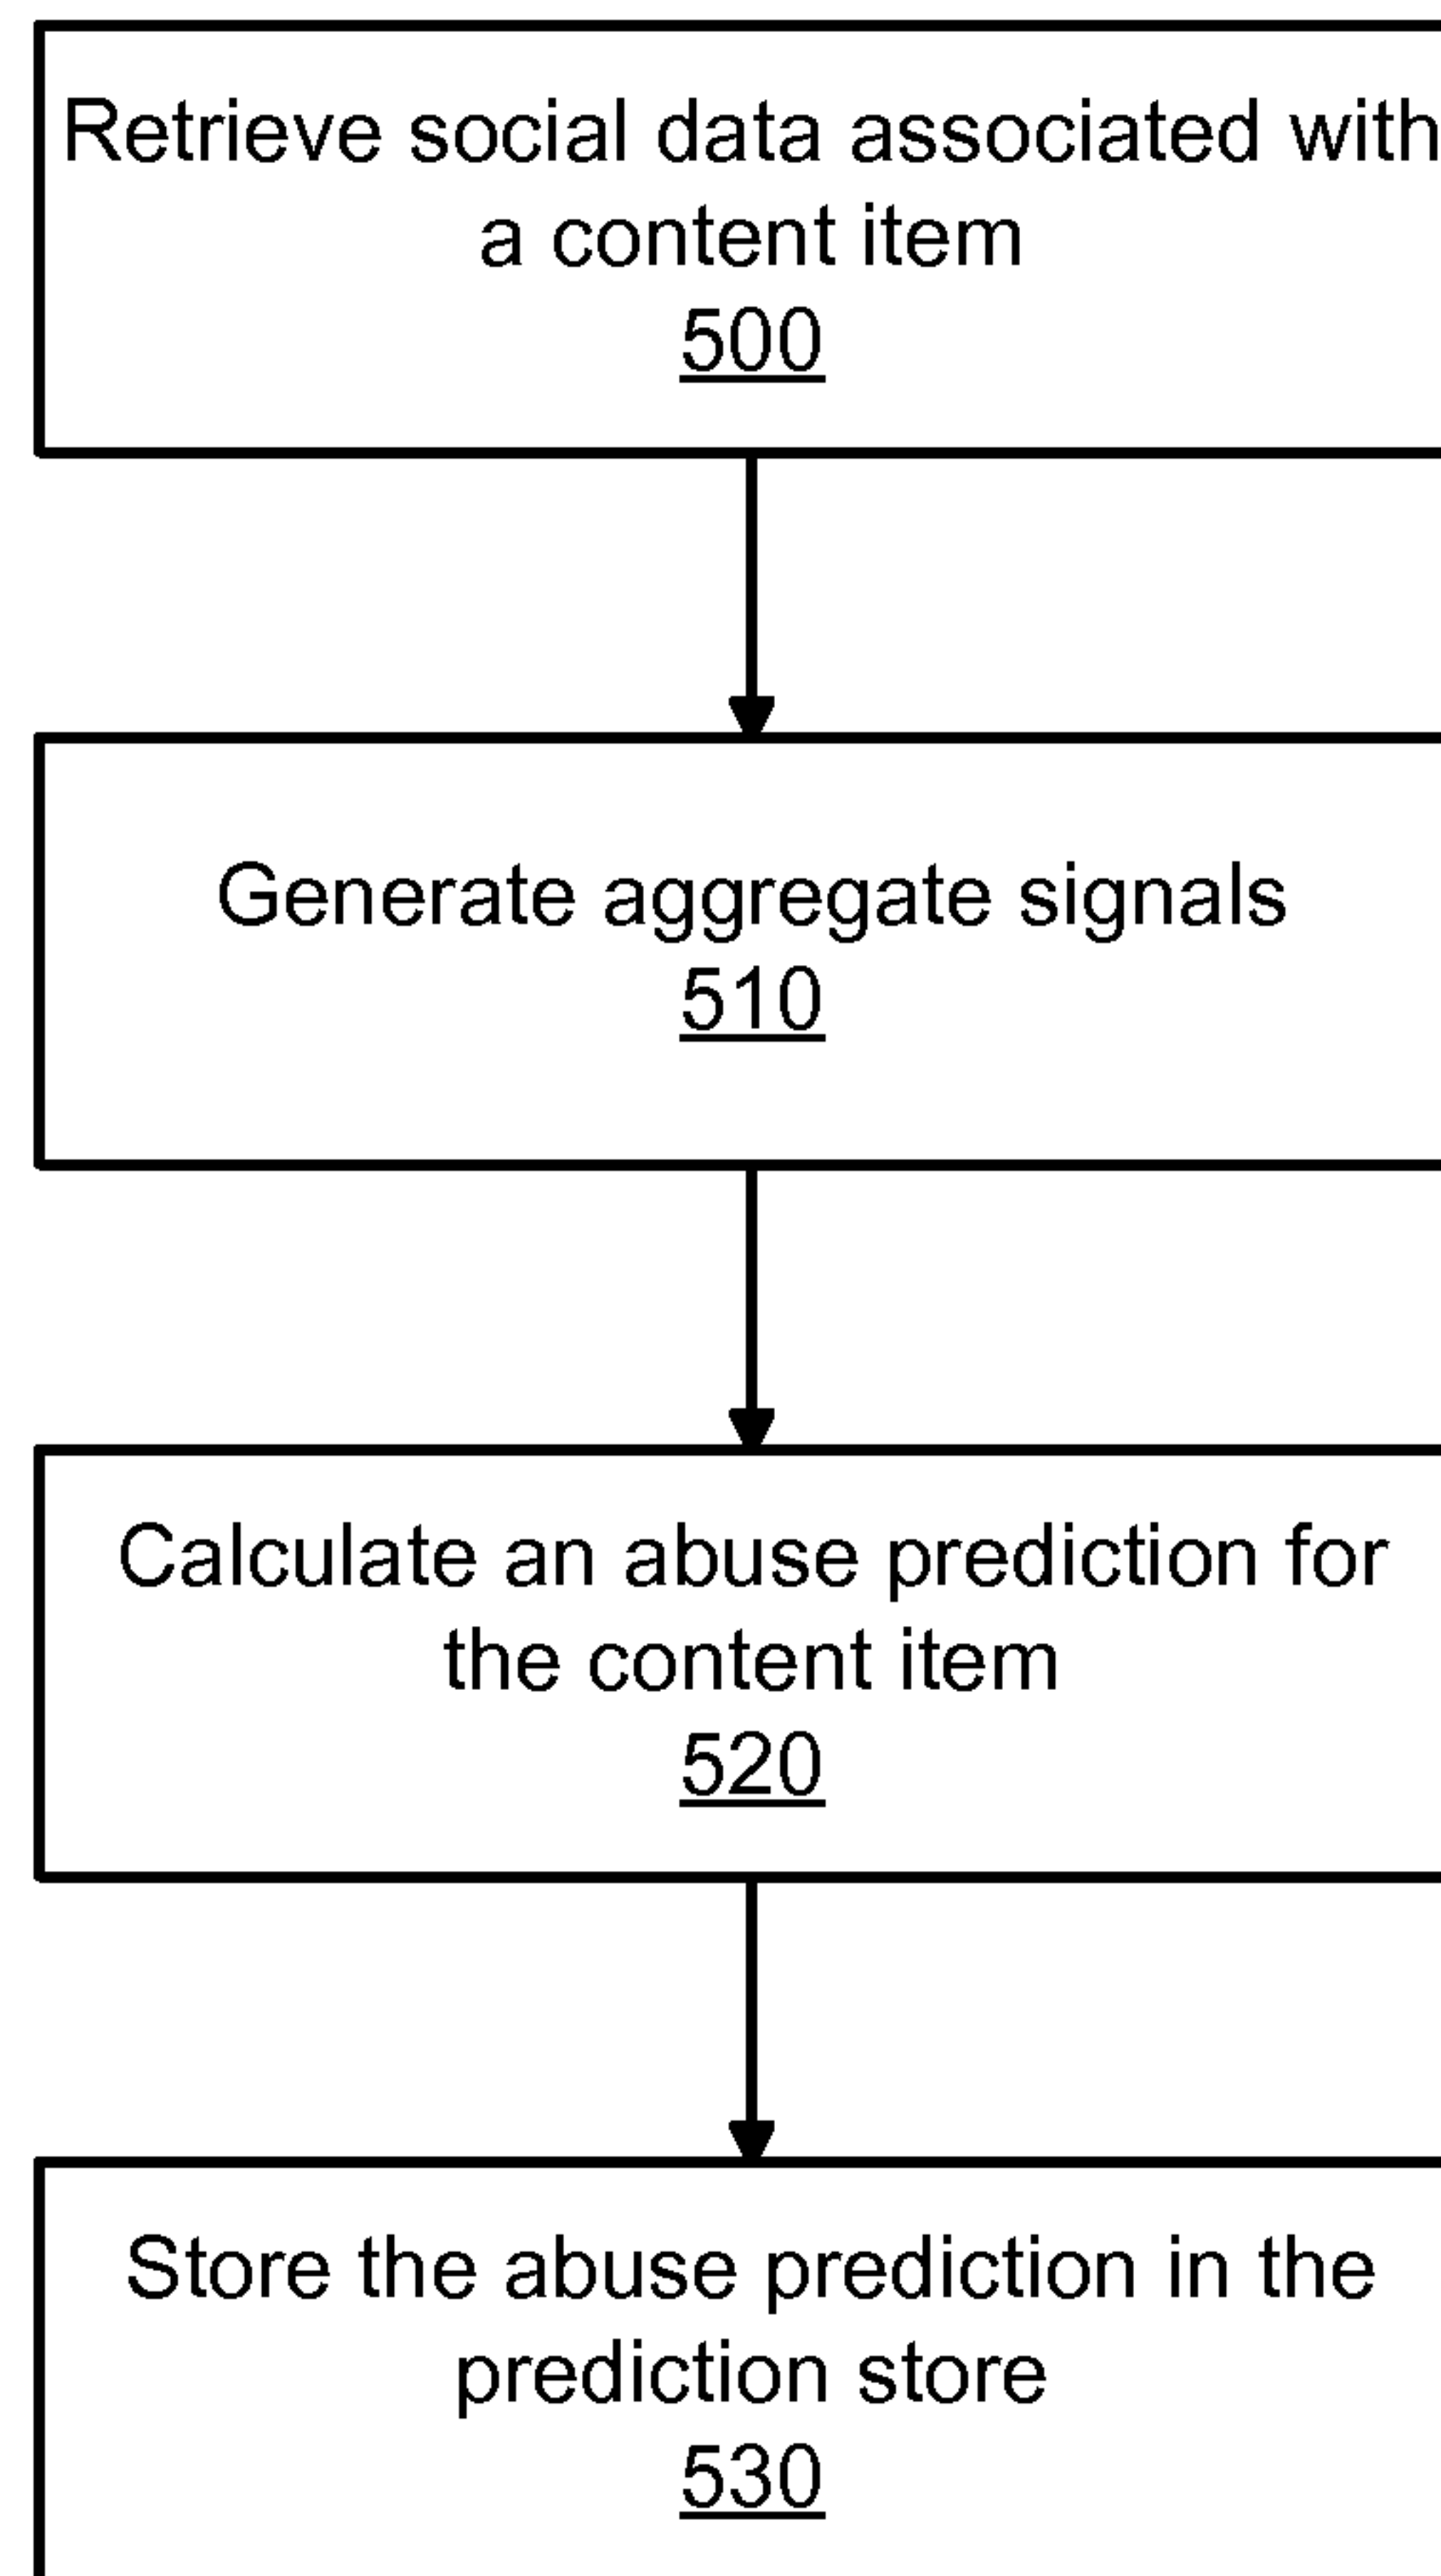 Retrieve social data associated with
a content item
500
Generate aggregate signals
510
Calculate an abuse prediction for
the content item
520
Store the abuse prediction in the
prediction store
530